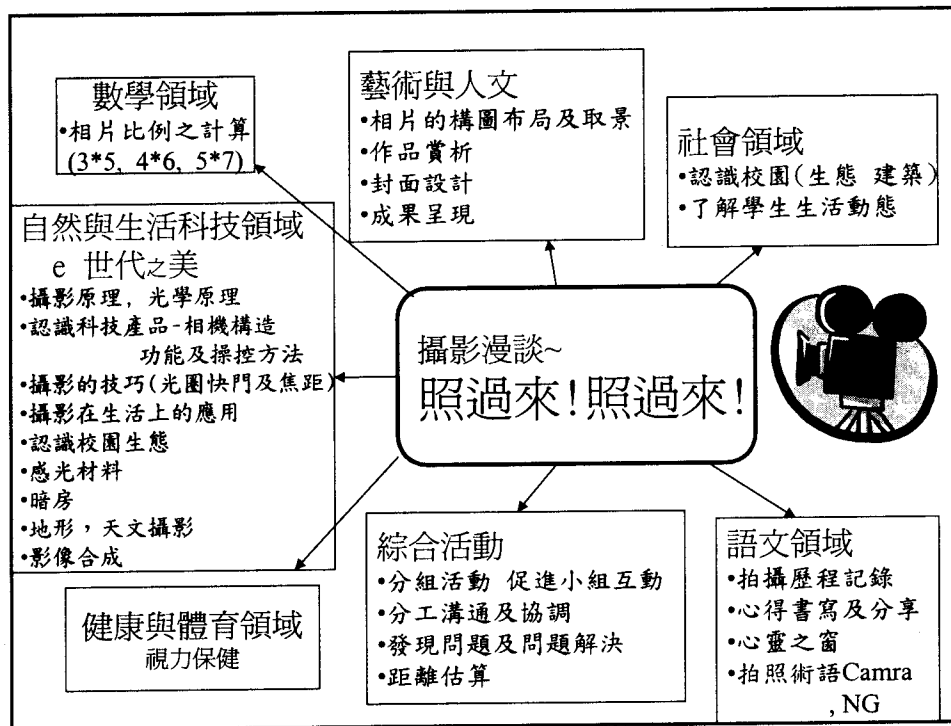 數學領域
•相片比例之計算
(3*5, 4*6, 5*7)
藝術與人文
•相片的構圖布局及取景
•作品賞析
•封面設計
•成果呈現
社會領域
•認識校園(生態 建築)
•了解學生生活動態
自然與生活科技領域
e 世代之美
•攝影原理, 光學原理
•認識科技產品-相機構造
功能及操控方法
•攝影的技巧(光圈快門及焦距)
•攝影在生活上的應用
•認識校園生態
•感光材料
•暗房
•地形，天文攝影
•影像合成
攝影漫談~
照過來!照過來!
健康與體育領域
視力保健
綜合活動
•分組活動 促進小組互動
•分工溝通及協調
•發現問題及問題解決
•距離估算
語文領域
•拍攝歷程記錄
•心得書寫及分享
•心靈之窗
•拍照術語Camra
, NG